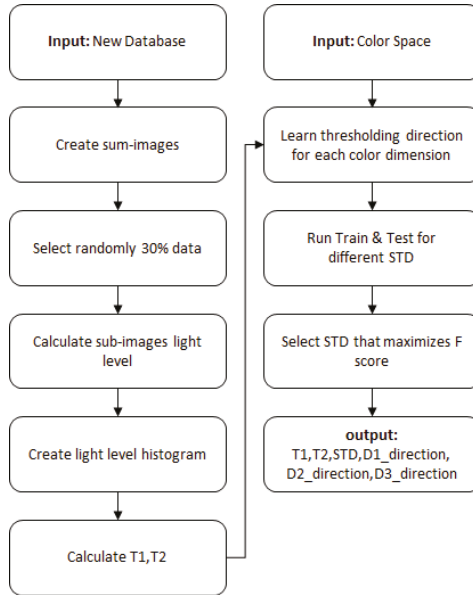 Input: New Database
Create sum-images
Select randomly 30% data
Calculate sub-images light
level
Create light level histogram
Calculate T1,T2
Input: Color Space
Learn thresholding direction
for each color dimension
Run Train & Test for
different STD
Select STD that maximizes F
score
output:
T1,T2,STD,D1_direction,
D2_direction,D3_direction